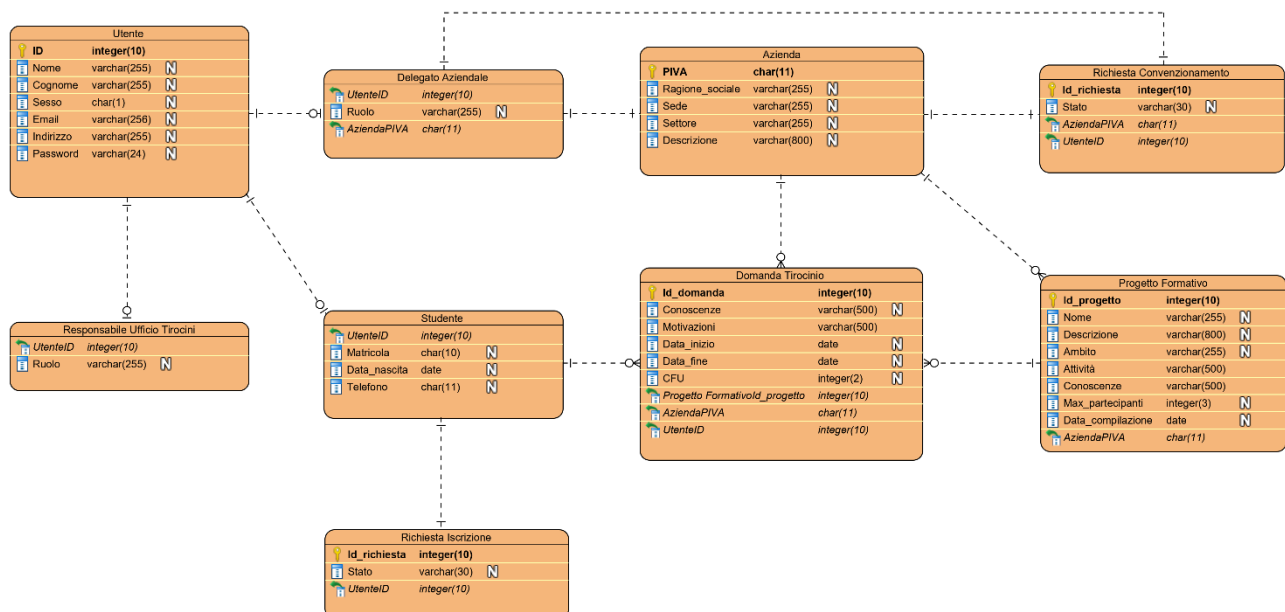 Utente
ID integer(10)
Nome varchar(255) N
Cognome varchar(255) N
Sesso char(1) N
Email varchar(256) N
Indirizzo varchar(255) N
Password varchar(24) N
Delegato Aziendale
UtenteID integer(10)
Ruolo varchar(255) N
AziendaPIVA char(11)
Azienda
PIVA char(11)
Ragione_sociale varchar(255) N
Sede varchar(255) N
Settore varchar(255) N
Descrizione varchar(800) N
Richiesta Convenzionamento
Id_richiesta integer(10)
Stato varchar(30) N
AziendaPIVA char(11)
UtenteID integer(10)
Responsabile Ufficio Tirocini
UtenteID integer(10)
Ruolo varchar(255) N
Studente
UtenteID integer(10)
Matricola char(10) N
Data_nascita date N
Telefono char(11) N
Domanda Tirocinio
Id_domanda integer(10)
Conoscenze varchar(500) N
Motivazioni varchar(500)
Data_inizio date N
Data_fine date N
CFU integer(2) N
Progetto FormativoId_progetto integer(10)
AziendaPIVA char(11)
UtenteID integer(10)
Progetto Formativo
Id_progetto integer(10)
Nome varchar(255) N
Descrizione varchar(800) N
Ambito varchar(255) N
Attività varchar(500)
Conoscenze varchar(500)
Max_partecipanti integer(3) N
Data_compilazione date N
AziendaPIVA char(11)
Richiesta Iscrizione
Id_richiesta integer(10)
Stato varchar(30) N
UtenteID integer(10)